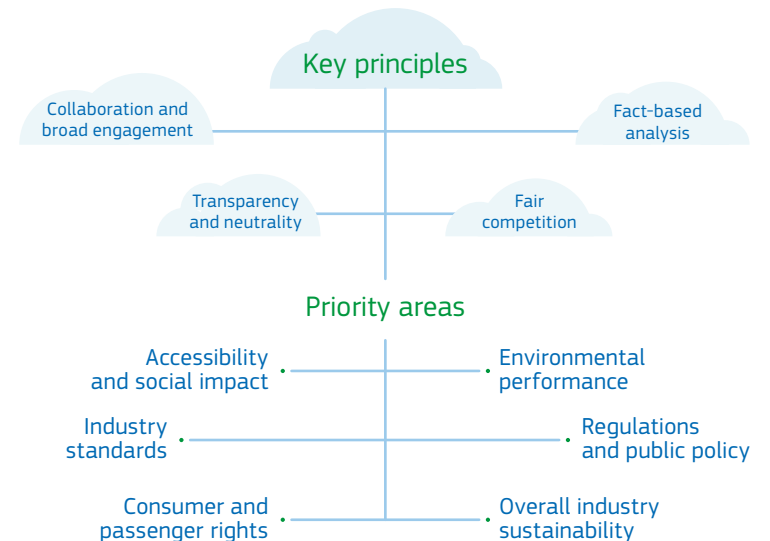 Key principles
Collaboration and
broad engagement
Fact-based
analysis
Transparency
and neutrality
Fair
competition
Priority areas
Accessibility
and social impact
Environmental
performance
Industry
standards
Regulations
and public policy
Consumer and
passenger rights
Overall industry
sustainability